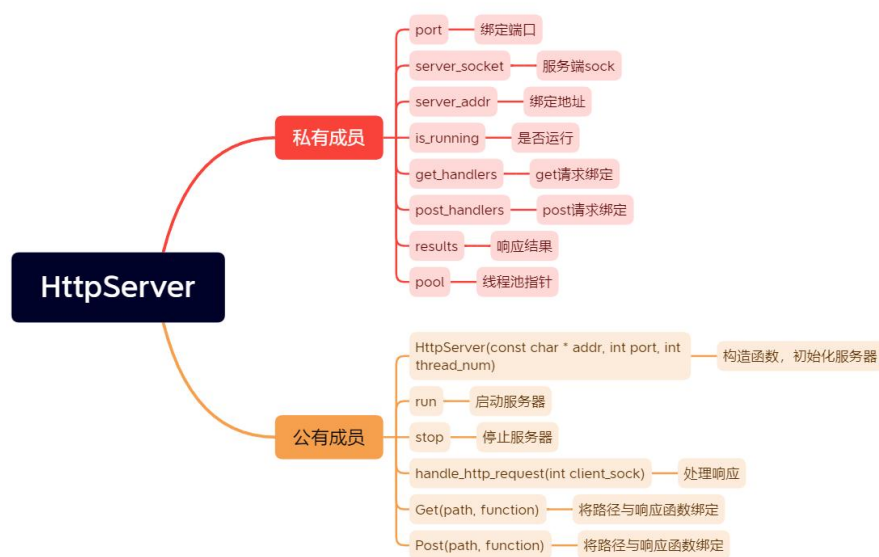 HttpServer
私有成员
port 绑定端口
server_socket 服务端sock
server_addr 绑定地址
is_running 是否运行
get_handlers get请求绑定
post_handlers post请求绑定
results 响应结果
pool 线程池指针
公有成员
HttpServer(const char * addr, int port, int
thread_num)
构造函数，初始化服务器
run 启动服务器
stop 停止服务器
handle_http_request(int client_sock) 处理响应
Get(path, function) 将路径与响应函数绑定
Post(path, function) 将路径与响应函数绑定